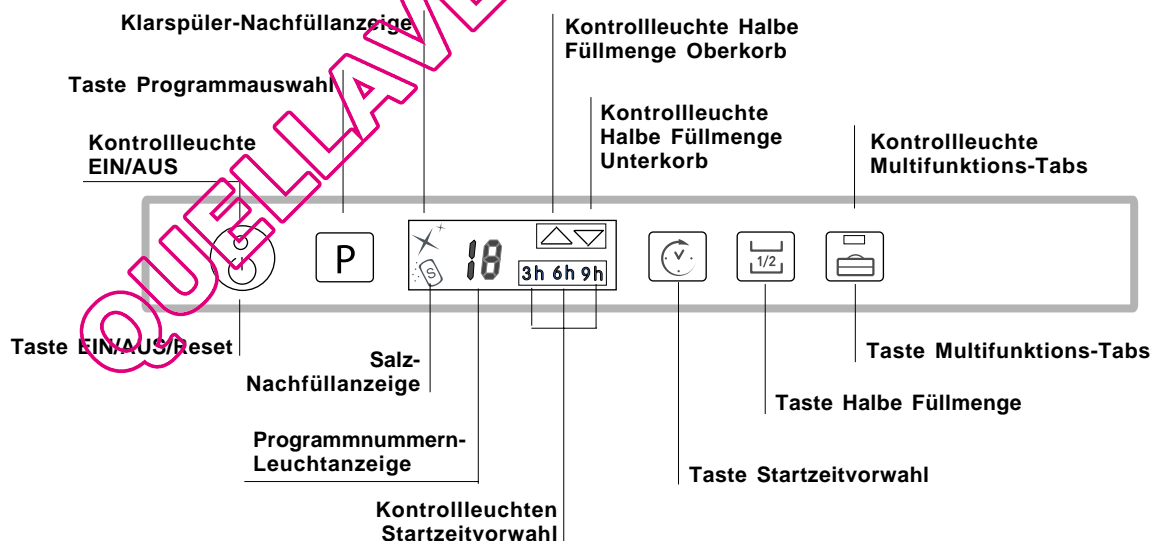 Klarspüler-Nachfüllanzeige
Kontrollleuchte Halbe
Füllmenge Oberkorb
Taste Programmauswahl
Kontrollleuchte
Halbe Füllmenge
Unterkorb
Kontrollleuchte
EIN/AUS
Kontrollleuchte
Multifunktions-Tabs
P
18
S
3h 6h 9h
1/2
Taste EIN/AUS/Reset
Salz-
Nachfüllanzeige
Taste Multifunktions-Tabs
Taste Halbe Füllmenge
Programmnummern-
Leuchtanzeige
Taste Startzeitvorwahl
Kontrollleuchten
Startzeitvorwahl